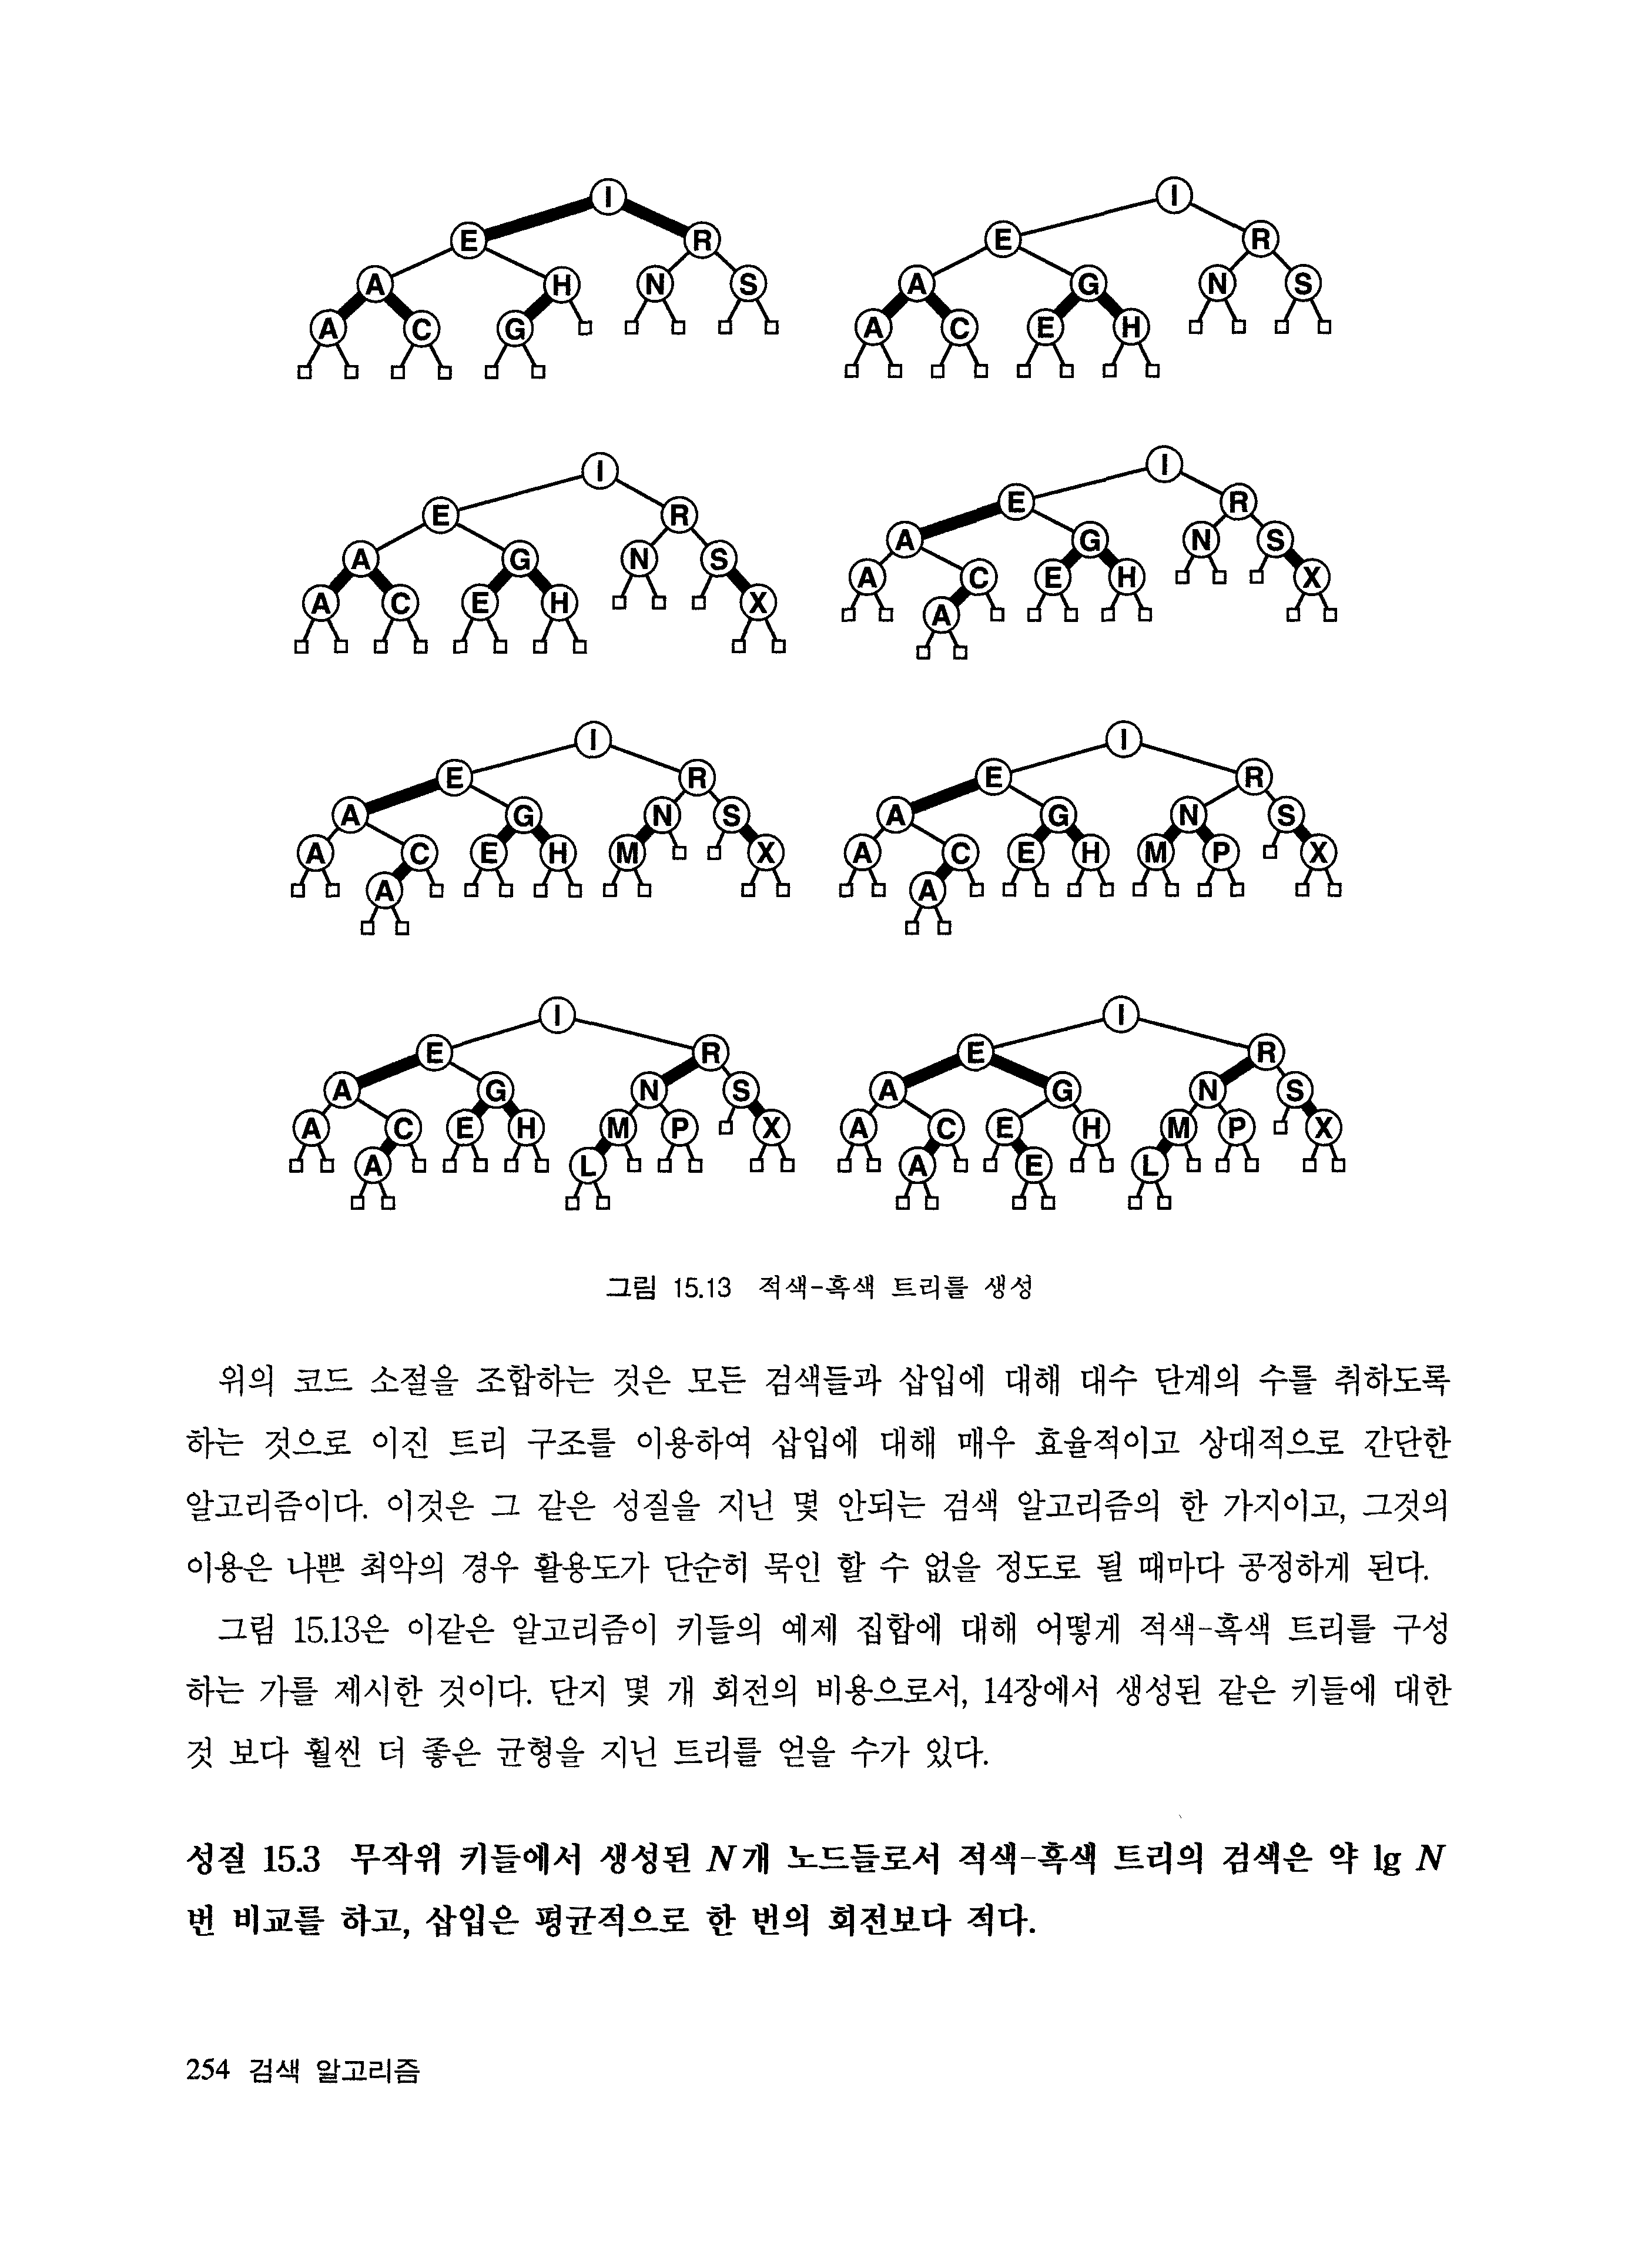 I I
E R E R
A H N S A G N S
A C G A C E H
I I
E R E R
A G N S A G N S
A C E H X A C E H X
A
I I
E R E R
A G N S A G N S
A C E H M X A C E H M P X
A A
I I
E R E R
A G N S A G N S
A C E H M P X A C E H M P X
A L A E L
그림 15.13 적색-흑색 트리를 생성
위의 코드 소절을 조합하는 것은 모든 검색들과 삽입에 대해 대수 단계의 수를 취하도록
하는 것으로 이진 트리 구조를 이용하여 삽입에 대해 매우 효율적이고 상대적으로 간단한
알고리즘이다. 이것은 그 같은 성질을 지닌 몇 안되는 검색 알고리즘의 한 가지이고, 그것의
이용은 나쁜 최악의 경우 활용도가 단순히 묵인 할 수 없을 정도로 될 때마다 공정하게 된다.
그림 15.13은 이같은 알고리즘이 키들의 예제 집합에 대해 어떻게 적색-흑색 트리를 구성
하는 가를 제시한 것이다. 단지 몇 개 회전의 비용으로서, 14장에서 생성된 같은 키들에 대한
것 보다 훨씬 더 좋은 균형을 지닌 트리를 얻을 수가 있다.
성질 15.3 무작위 키들에서 생성된 N개 노드들로서 적색-흑색 트리의 검색은 약 lg N
번 비교를 하고, 삽입은 평균적으로 한 번의 회전보다 적다.
254 검색 알고리즘